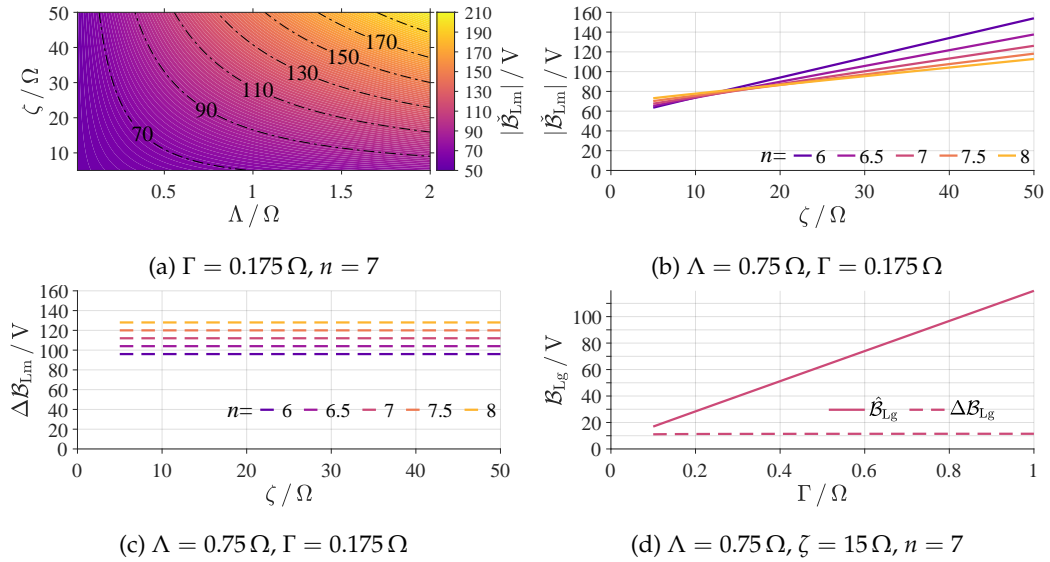 50
40
30
20
10
ζ / Ω
0.5
1
1.5
2
Λ / Ω
70
90
110
130
150
170
210
190
170
150
130
110
90
70
50
|ℬ̌Lm| / V
(a) Γ = 0.175 Ω, n = 7
160
140
120
100
80
60
40
20
0
|ℬ̌Lm| / V
n= 6 6.5 7 7.5 8
0 10 20 30 40 50
ζ / Ω
(b) Λ = 0.75 Ω, Γ = 0.175 Ω
160
140
120
100
80
60
40
20
0
ΔℬLm / V
n= 6 6.5 7 7.5 8
0 10 20 30 40 50
ζ / Ω
(c) Λ = 0.75 Ω, Γ = 0.175 Ω
100
80
60
40
20
0
ℬLg / V
ℬ̂Lg ΔℬLg
0 0.2 0.4 0.6 0.8 1
Γ / Ω
(d) Λ = 0.75 Ω, ζ = 15 Ω, n = 7